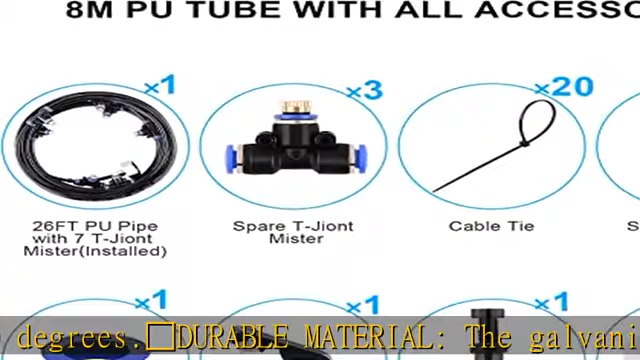 8M PU TUBE WITH ALL ACCESSO
×1
×3
×20
26FT PU Pipe
with 7 T-Jiont
Mister(Installed)
Spare T-Jiont
Mister
Cable Tie
S
×1
×1
×1
degrees.□DURABLE MATERIAL: The galvani